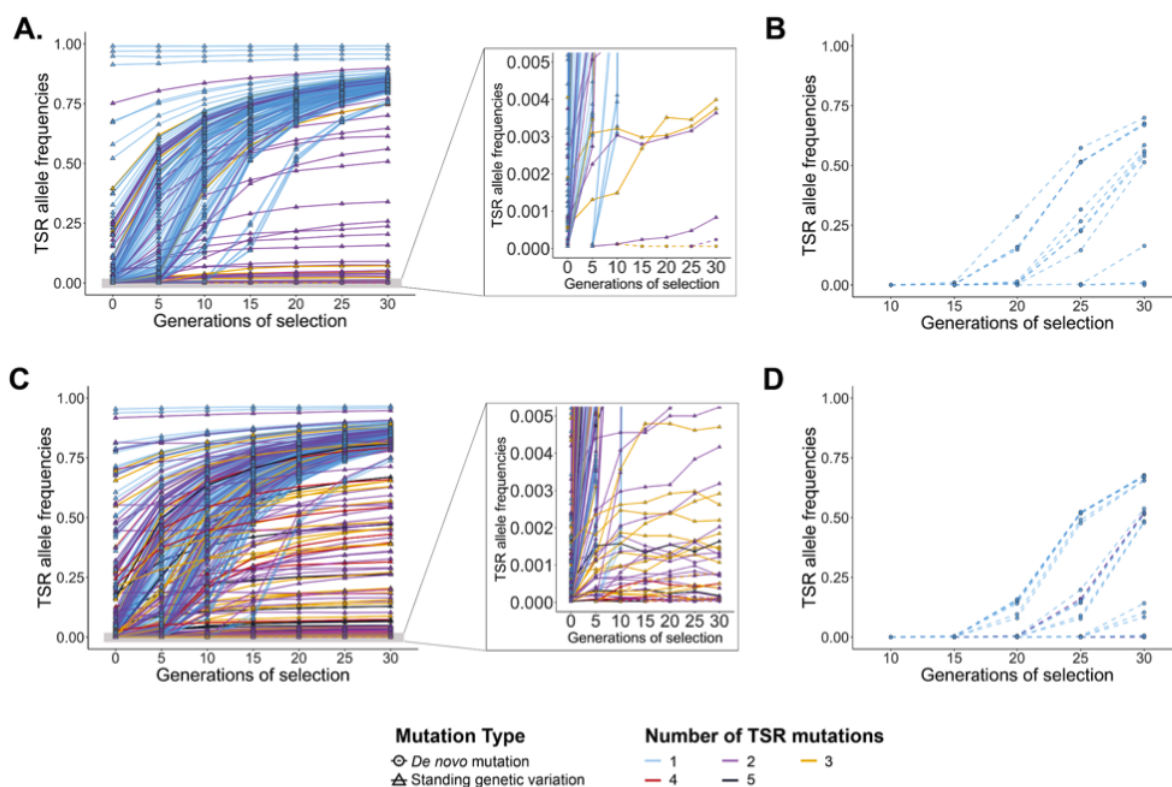 A.
1.00
0.75
0.50
0.25
0.00
TSR allele frequencies
0 5 10 15 20 25 30
Generations of selection
0.005
0.004
0.003
0.002
0.001
0.000
TSR allele frequencies
0 5 10 15 20 25 30
Generations of selection
B
1.00
0.75
0.50
0.25
0.00
TSR allele frequencies
10 15 20 25 30
Generations of selection
C
1.00
0.75
0.50
0.25
0.00
TSR allele frequencies
0 5 10 15 20 25 30
Generations of selection
0.005
0.004
0.003
0.002
0.001
0.000
TSR allele frequencies
0 5 10 15 20 25 30
Generations of selection
D
1.00
0.75
0.50
0.25
0.00
TSR allele frequencies
10 15 20 25 30
Generations of selection
Mutation Type
De novo mutation
Standing genetic variation
Number of TSR mutations
1 2 3
4 5